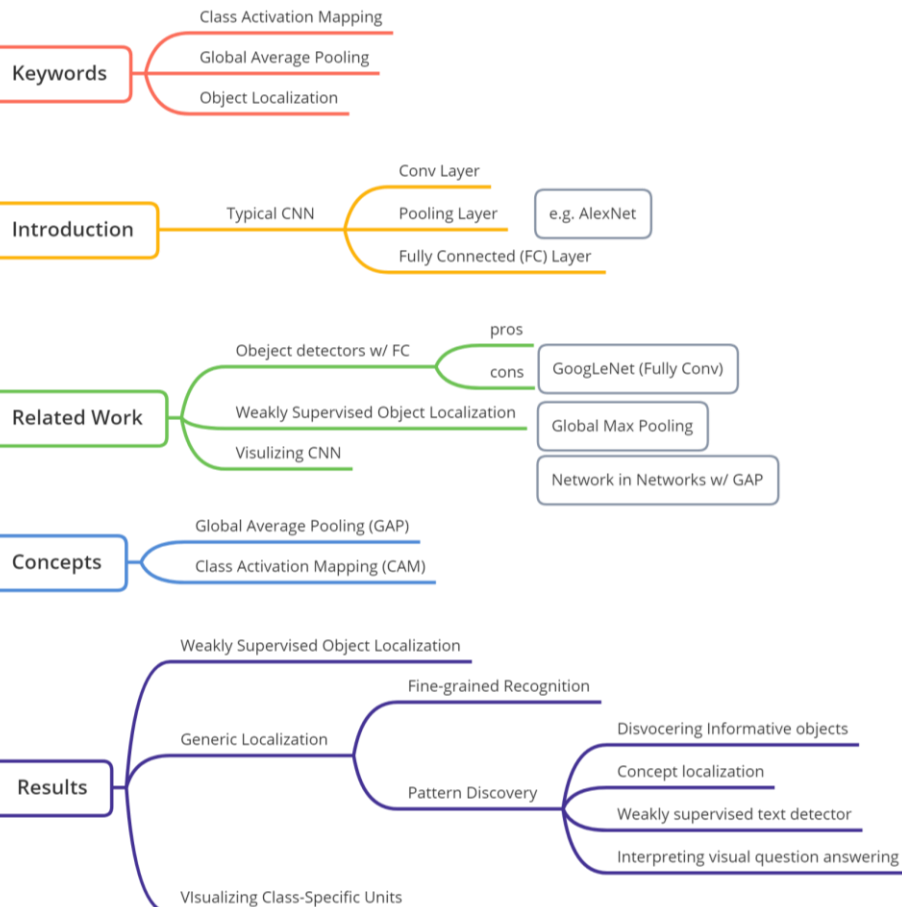 Keywords
Class Activation Mapping
Global Average Pooling
Object Localization
Introduction
Typical CNN
Conv Layer
Pooling Layer
Fully Connected (FC) Layer
e.g. AlexNet
Related Work
Obeject detectors w/ FC
pros
cons
GoogLeNet (Fully Conv)
Weakly Supervised Object Localization
Global Max Pooling
Visulizing CNN
Network in Networks w/ GAP
Concepts
Global Average Pooling (GAP)
Class Activation Mapping (CAM)
Results
Weakly Supervised Object Localization
Generic Localization
Fine-grained Recognition
Pattern Discovery
Disvocering Informative objects
Concept localization
Weakly supervised text detector
Interpreting visual question answering
VIsualizing Class-Specific Units